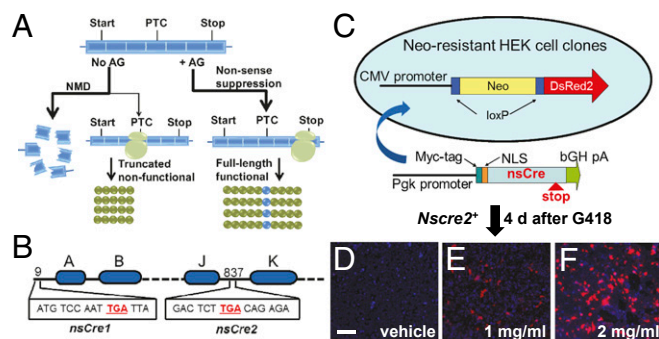 A
Start PTC Stop
No AG + AG
NMD
Non-sense
suppression
PTC
Start Stop
Start PTC Stop
Truncated
non-functional
Full-length
functional
B
A B J K
9 837
ATG TCC AAT TGA TTA
GAC TCT TGA CAG AGA
nsCre1 nsCre2
C
Neo-resistant HEK cell clones
CMV promoter
Neo DsRed2
loxP
Myc-tag NLS bGH pA
nsCre
Pgk promoter
stop
Nscre2+ 4 d after G418
D E F
vehicle 1 mg/ml 2 mg/ml